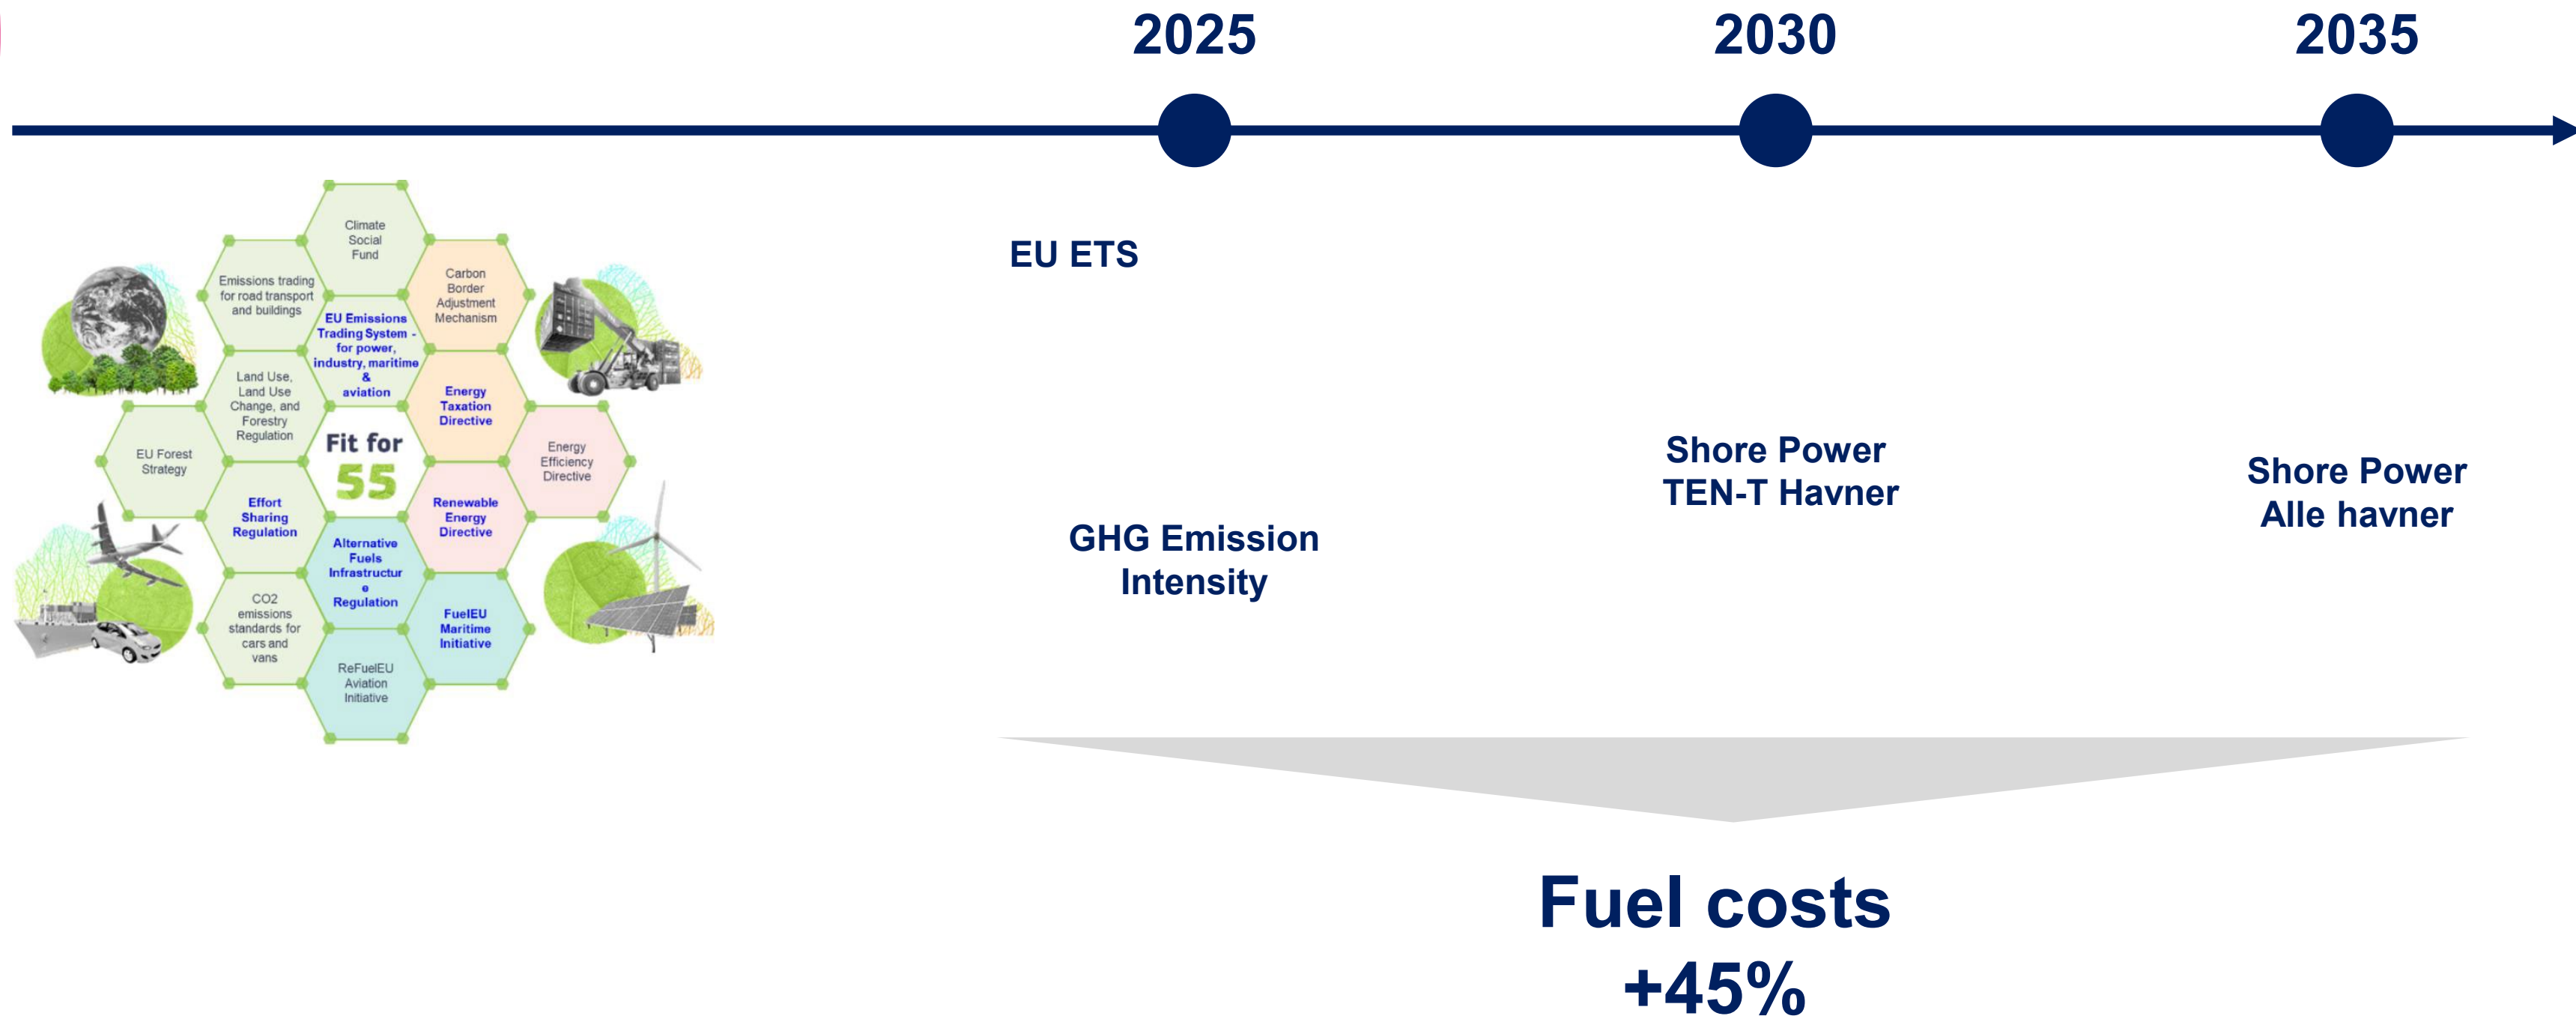 2025
2030
2035
Climate
Social
Fund
Emissions trading
for road transport
and buildings
Carbon
Border
Adjustment
Mechanism
EU Emissions
Trading System -
for power,
industry, maritime
&
aviation
Land Use,
Land Use
Change, and
Forestry
Regulation
Energy
Taxation
Directive
EU Forest
Strategy
Fit for
55
Energy
Efficiency
Directive
Effort
Sharing
Regulation
Renewable
Energy
Directive
Alternative
Fuels
Infrastructur
e
Regulation
CO2
emissions
standards for
cars and
vans
FuelEU
Maritime
Initiative
ReFuelEU
Aviation
Initiative
EU ETS
GHG Emission
Intensity
Shore Power
TEN-T Havner
Shore Power
Alle havner
Fuel costs
+45%